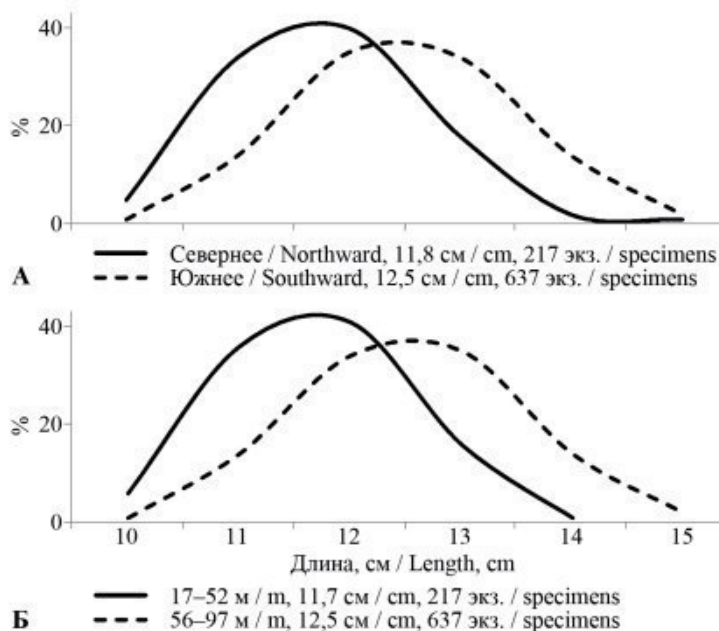 40
20
%
0
Севернее / Northward, 11,8 см / cm, 217 экз. / specimens
А
Южнее / Southward, 12,5 см / cm, 637 экз. / specimens
40
20
%
0
10 11 12 13 14 15
Длина, см / Length, cm
17–52 м / m, 11,7 см / cm, 217 экз. / specimens
Б
56–97 м / m, 12,5 см / cm, 637 экз. / specimens